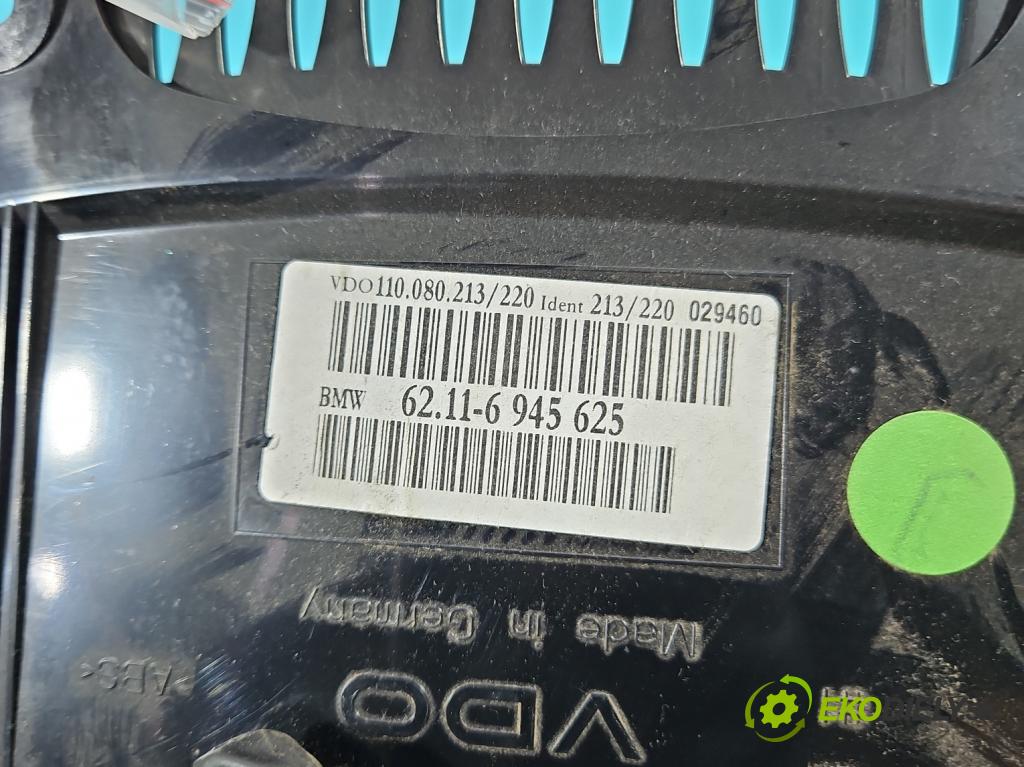 VDO 110.080.213/220 Ident 213/220 029460
BMW 62.11-6 945 625
Made in Germany
>ABS<
VDO
EKO